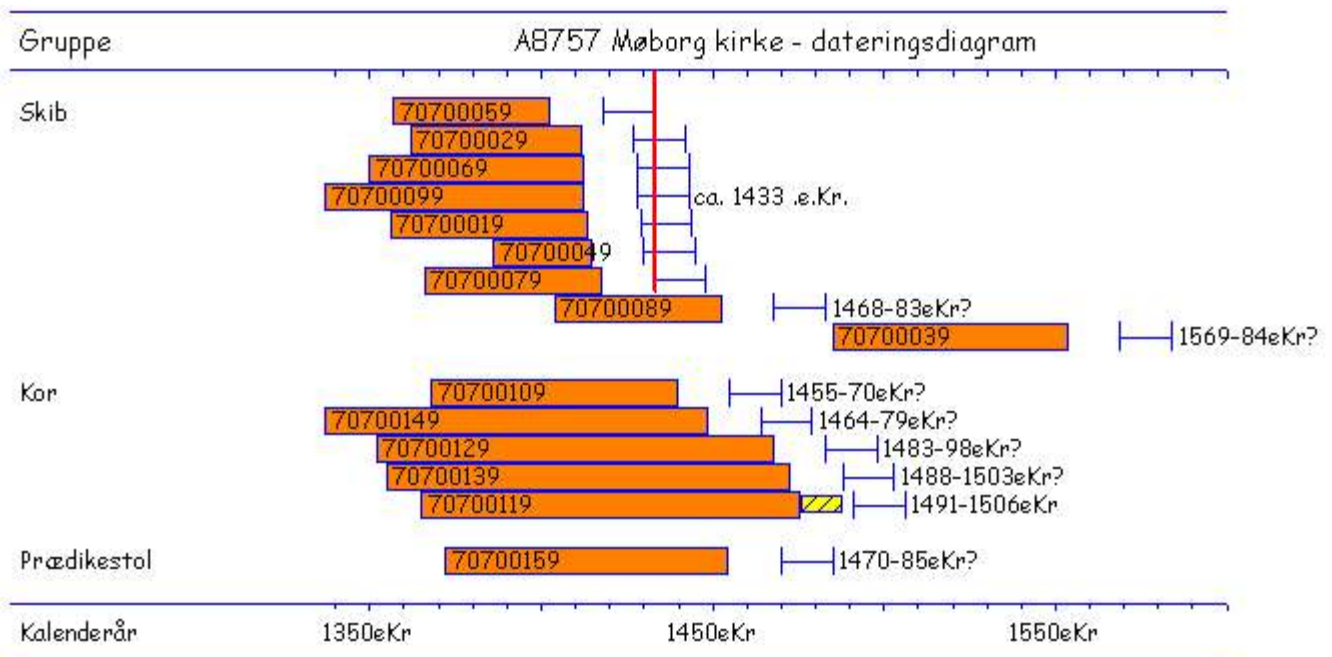 Gruppe A8757 Møborg kirke - dateringsdiagram
Skib 70700059
70700029
70700069
70700099 ca. 1433 .e.Kr.
70700019
70700049
70700079
70700089 1468-83eKr?
70700039 1569-84eKr?
Kor 70700109 1455-70eKr?
70700149 1464-79eKr?
70700129 1483-98eKr?
70700139 1488-1503eKr?
70700119 1491-1506eKr
Prædikestol 70700159 1470-85eKr?
Kalenderår 1350eKr 1450eKr 1550eKr